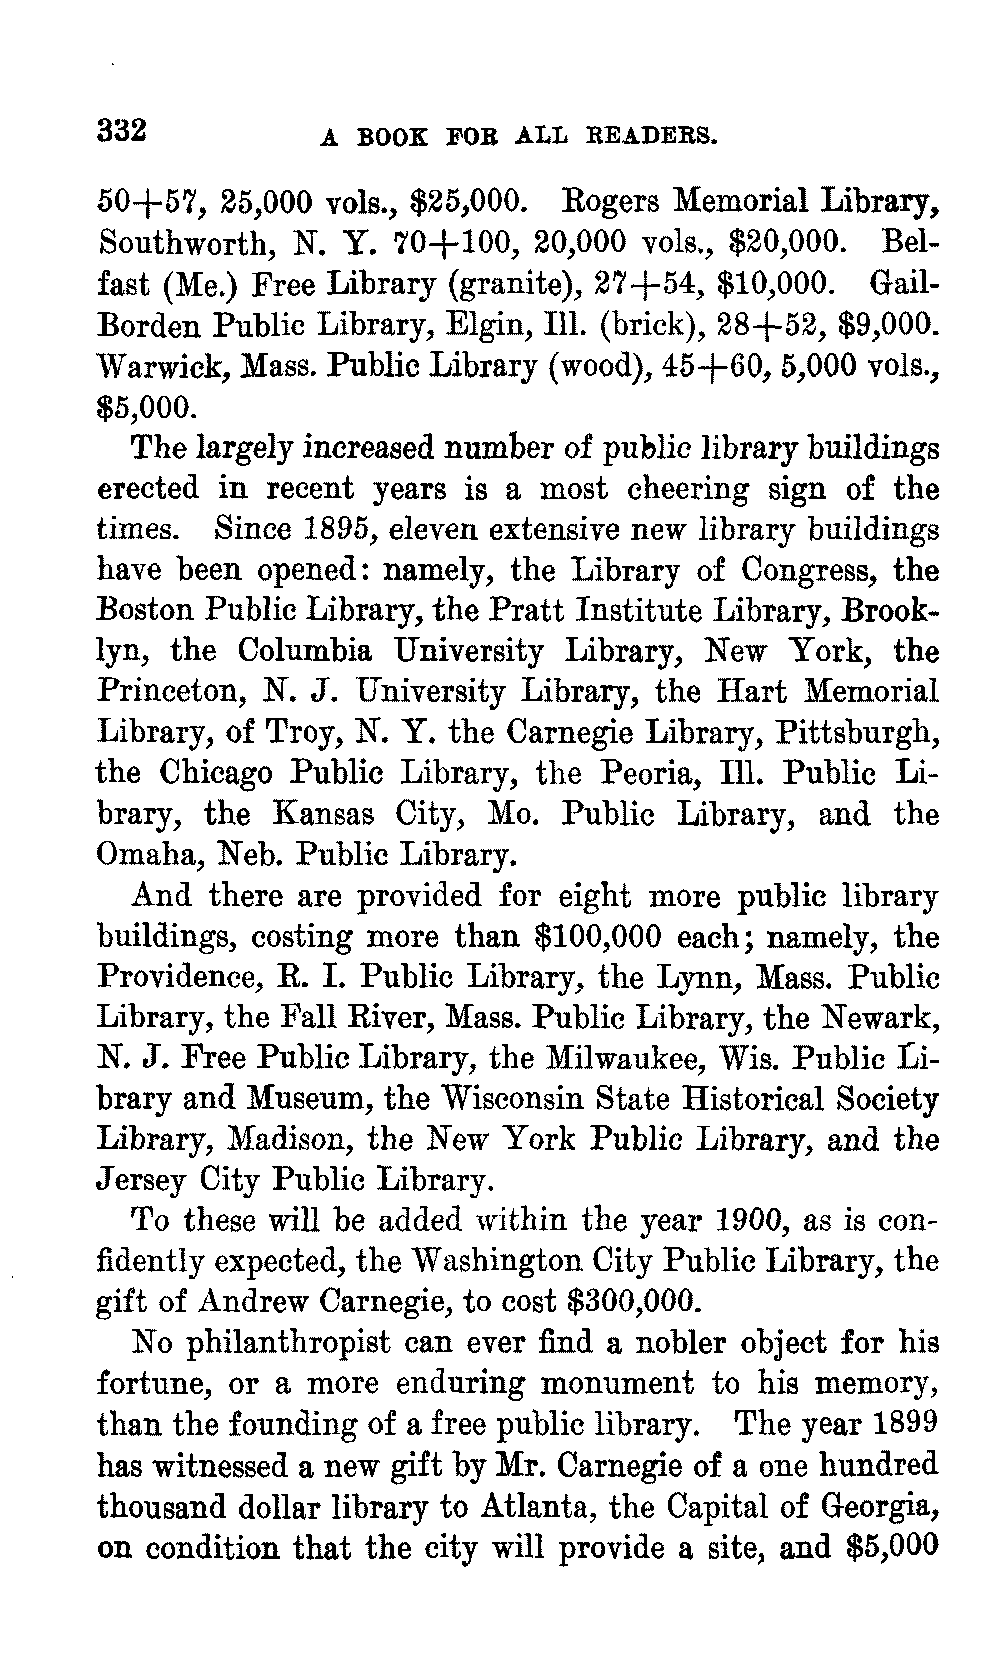 332 A BOOK FOR ALL READERS.
50+57, 25,000 vols., $25,000. Rogers Memorial Library,
Southworth, N. Y. 70+100, 20,000 vols., $20,000. Bel-
fast (Me.) Free Library (granite), 27+54, $10,000. Gail-
Borden Public Library, Elgin, Ill. (brick), 28+52, $9,000.
Warwick, Mass. Public Library (wood), 45+60, 5,000 vols.,
$5,000.
The largely increased number of public library buildings
erected in recent years is a most cheering sign of the
times. Since 1895, eleven extensive new library buildings
have been opened: namely, the Library of Congress, the
Boston Public Library, the Pratt Institute Library, Brook-
lyn, the Columbia University Library, New York, the
Princeton, N. J. University Library, the Hart Memorial
Library, of Troy, N. Y. the Carnegie Library, Pittsburgh,
the Chicago Public Library, the Peoria, Ill. Public Li-
brary, the Kansas City, Mo. Public Library, and the
Omaha, Neb. Public Library.
And there are provided for eight more public library
buildings, costing more than $100,000 each; namely, the
Providence, R. I. Public Library, the Lynn, Mass. Public
Library, the Fall River, Mass. Public Library, the Newark,
N. J. Free Public Library, the Milwaukee, Wis. Public Li-
brary and Museum, the Wisconsin State Historical Society
Library, Madison, the New York Public Library, and the
Jersey City Public Library.
To these will be added within the year 1900, as is con-
fidently expected, the Washington City Public Library, the
gift of Andrew Carnegie, to cost $300,000.
No philanthropist can ever find a nobler object for his
fortune, or a more enduring monument to his memory,
than the founding of a free public library. The year 1899
has witnessed a new gift by Mr. Carnegie of a one hundred
thousand dollar library to Atlanta, the Capital of Georgia,
on condition that the city will provide a site, and $5,000